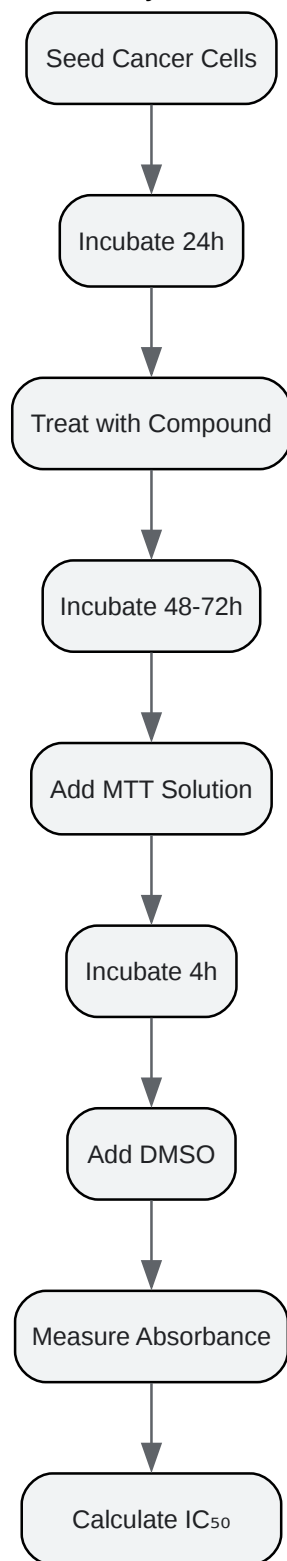 Seed Cancer Cells
Incubate 24h
Treat with Compound
Incubate 48-72h
Add MTT Solution
Incubate 4h
Add DMSO
Measure Absorbance
Calculate IC₅₀